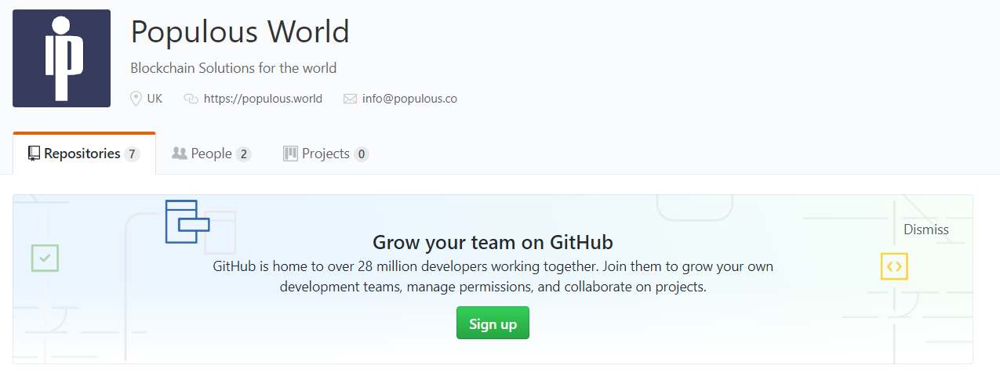 Populous World
Blockchain Solutions for the world
UK https://populous.world info@populous.co
Repositories 7 People 2 Projects 0
Dismiss
Grow your team on GitHub
GitHub is home to over 28 million developers working together. Join them to grow your own
development teams, manage permissions, and collaborate on projects.
Sign up